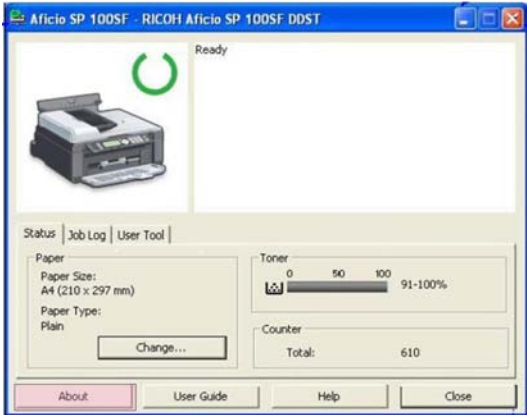 Aficio SP 100SF - RICOH Aficio SP 100SF DDST
Ready
Status Job Log User Tool
Paper
Paper Size:
A4 (210 x 297 mm)
Paper Type:
Plain
Change...
Toner
0 50 100
91-100%
Counter
Total: 610
About User Guide Help Close